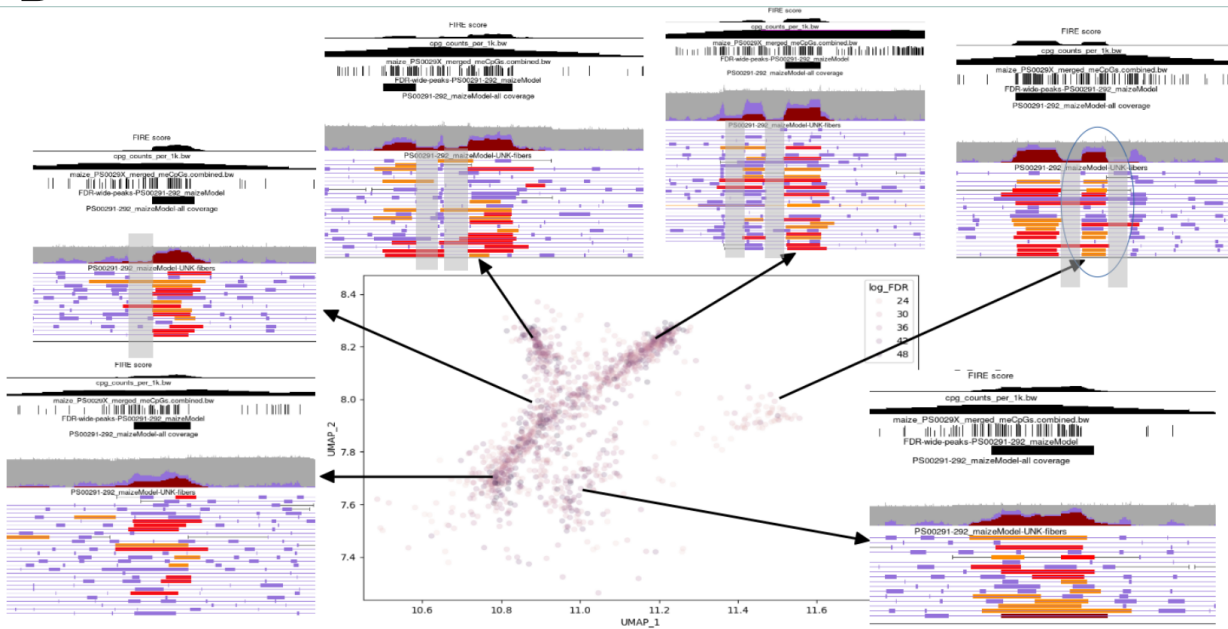 FIRE score
cpg_counts_per_1k.bw
maize_PS0029X_merged_meCpGs.combined.bw
FDR-wide-peaks-PS00291-292_maizeModel
PS00291-292_maizeModel-all coverage
PS00291-292_maizeModel-UNK-fibers
FIRE score
cpg_counts_per_1k.bw
maize_PS0029X_merged_meCpGs.combined.bw
FDR-wide-peaks-PS00291-292_maizeModel
PS00291-292_maizeModel-all coverage
PS00291-292_maizeModel-UNK-fibers
FIRE score
cpg_counts_per_1k.bw
maize_PS0029X_merged_meCpGs.combined.bw
FDR-wide-peaks-PS00291-292_maizeModel
PS00291-292_maizeModel-all coverage
PS00291-292_maizeModel-UNK-fibers
FIRE score
cpg_counts_per_1k.bw
maize_PS0029X_merged_meCpGs.combined.bw
FDR-wide-peaks-PS00291-292_maizeModel
PS00291-292_maizeModel-all coverage
PS00291-292_maizeModel-UNK-fibers
FIRE score
cpg_counts_per_1k.bw
maize_PS0029X_merged_meCpGs.combined.bw
FDR-wide-peaks-PS00291-292_maizeModel
PS00291-292_maizeModel-all coverage
PS00291-292_maizeModel-UNK-fibers
FIRE score
cpg_counts_per_1k.bw
maize_PS0029X_merged_meCpGs.combined.bw
FDR-wide-peaks-PS00291-292_maizeModel
PS00291-292_maizeModel-all coverage
PS00291-292_maizeModel-UNK-fibers
log_FDR
24
30
36
42
48
8.4
8.2
8.0
7.8
7.6
7.4
UMAP_2
10.6 10.8 11.0 11.2 11.4 11.6
UMAP_1